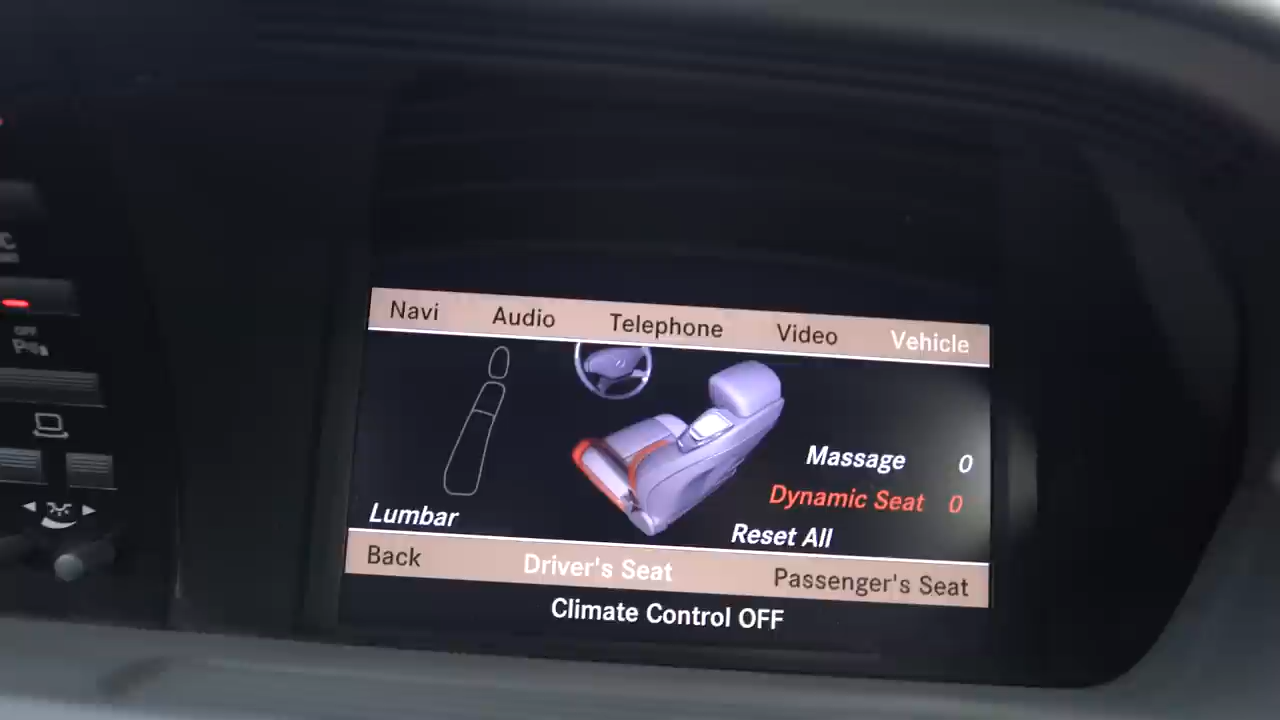 Navi Audio Telephone Video Vehicle
Massage 0
Dynamic Seat 0
Lumbar
Reset All
Back Driver's Seat Passenger's Seat
Climate Control OFF
OFF